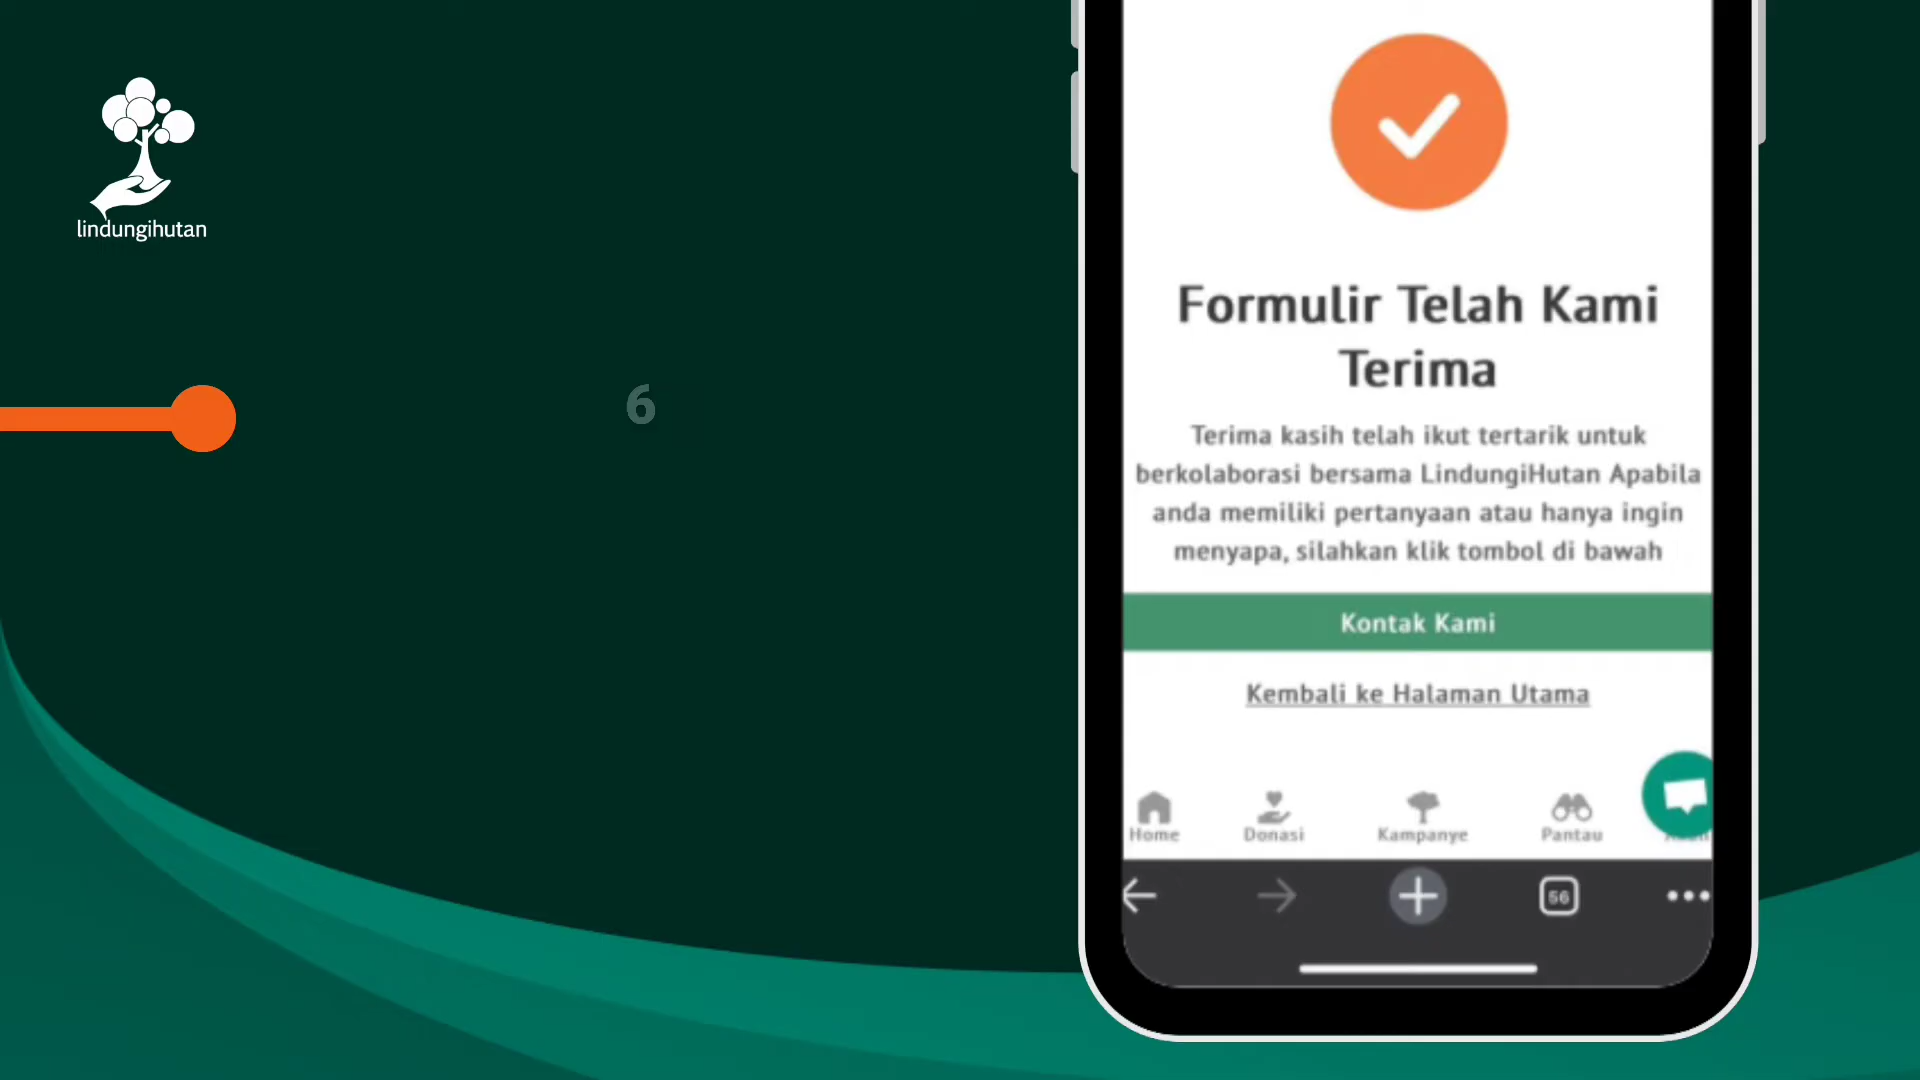 lindungihutan
6
Formulir Telah Kami
Terima
Terima kasih telah ikut tertarik untuk
berkolaborasi bersama LindungiHutan Apabila
anda memiliki pertanyaan atau hanya ingin
menyapa, silahkan klik tombol di bawah
Kontak Kami
Kembali ke Halaman Utama
Home Donasi Kampanye Pantau
56